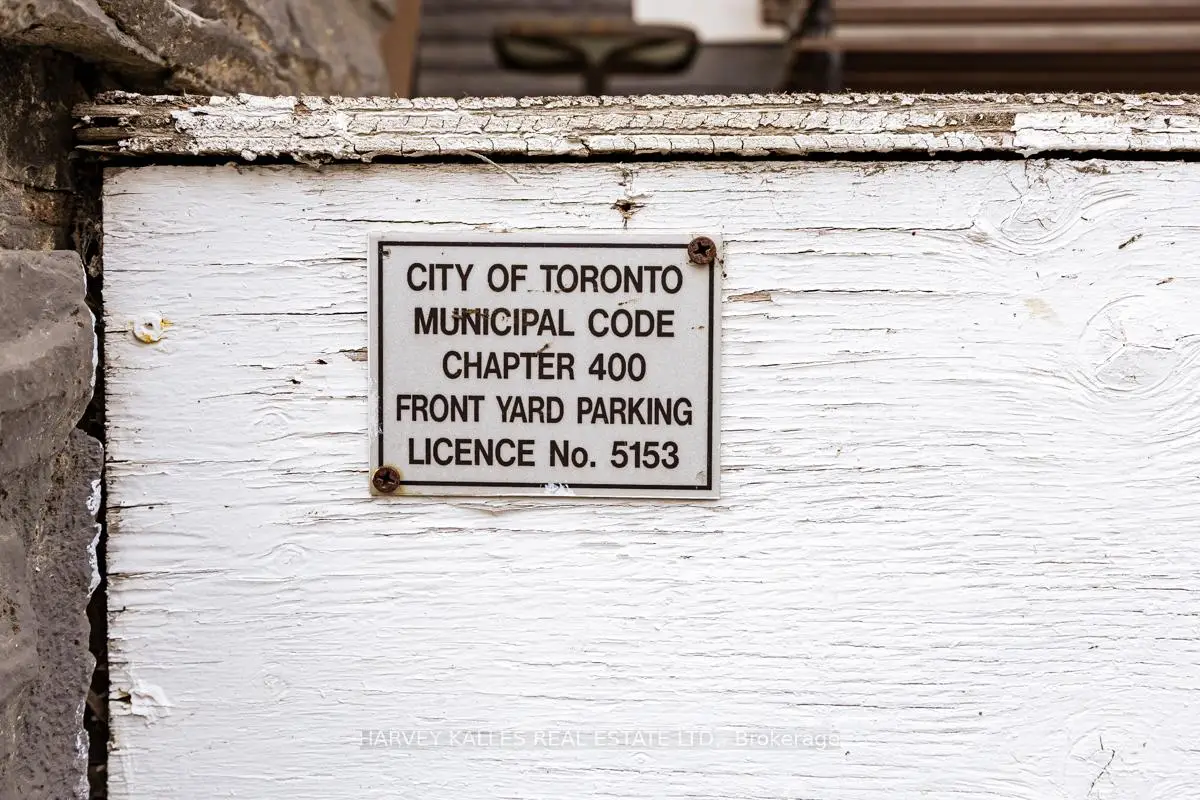 CITY OF TORONTO
MUNICIPAL CODE
CHAPTER 400
FRONT YARD PARKING
LICENCE No. 5153
HARVEY KALLES REAL ESTATE LTD., Brokerage